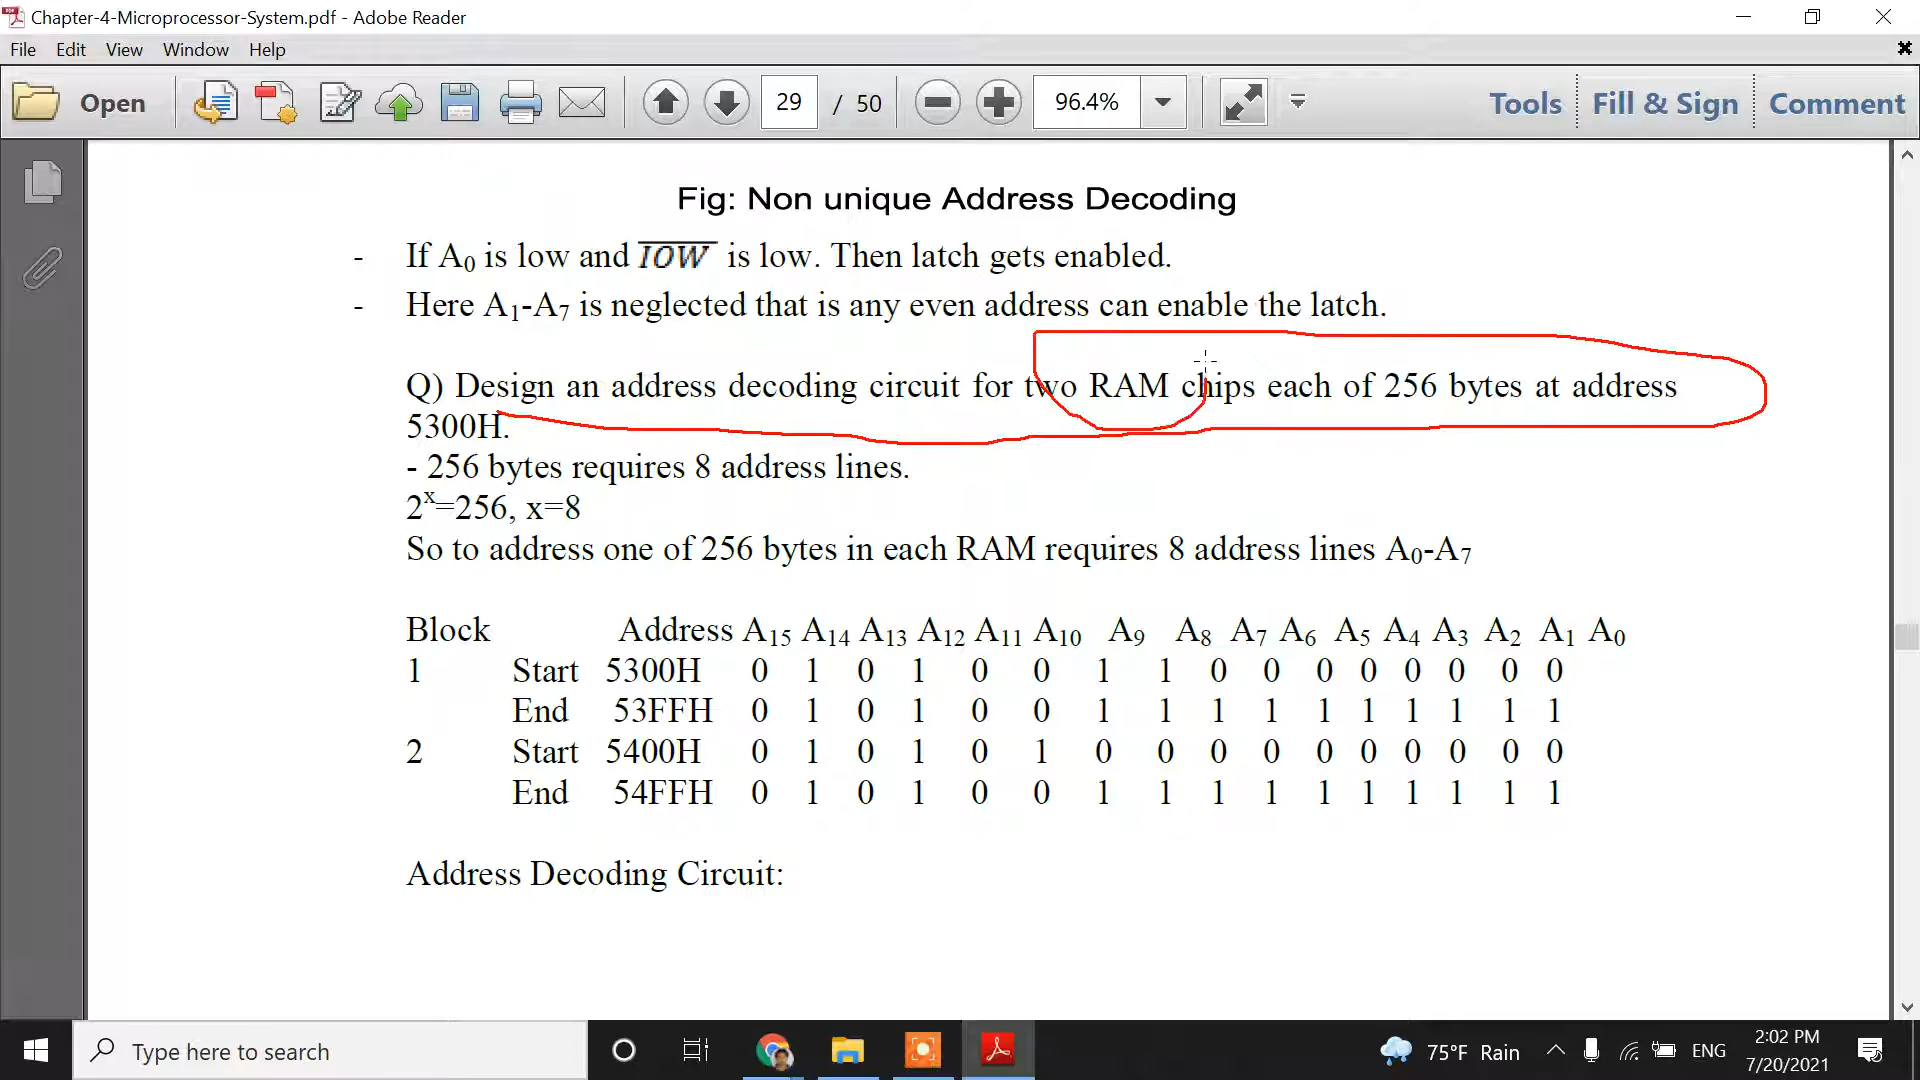 Chapter-4-Microprocessor-System.pdf - Adobe Reader
File Edit View Window Help
Open 29 / 50 96.4% Tools Fill & Sign Comment
Fig: Non unique Address Decoding
- If A₀ is low and I̅O̅W̅ is low. Then latch gets enabled.
- Here A₁-A₇ is neglected that is any even address can enable the latch.
Q) Design an address decoding circuit for two RAM chips each of 256 bytes at address
5300H.
- 256 bytes requires 8 address lines.
2ˣ=256, x=8
So to address one of 256 bytes in each RAM requires 8 address lines A₀-A₇
Block Address A₁₅ A₁₄ A₁₃ A₁₂ A₁₁ A₁₀ A₉ A₈ A₇ A₆ A₅ A₄ A₃ A₂ A₁ A₀
1 Start 5300H 0 1 0 1 0 0 1 1 0 0 0 0 0 0 0 0
End 53FFH 0 1 0 1 0 0 1 1 1 1 1 1 1 1 1 1
2 Start 5400H 0 1 0 1 0 1 0 0 0 0 0 0 0 0 0 0
End 54FFH 0 1 0 1 0 0 1 1 1 1 1 1 1 1 1 1
Address Decoding Circuit:
Type here to search
75°F Rain
ENG
2:02 PM
7/20/2021